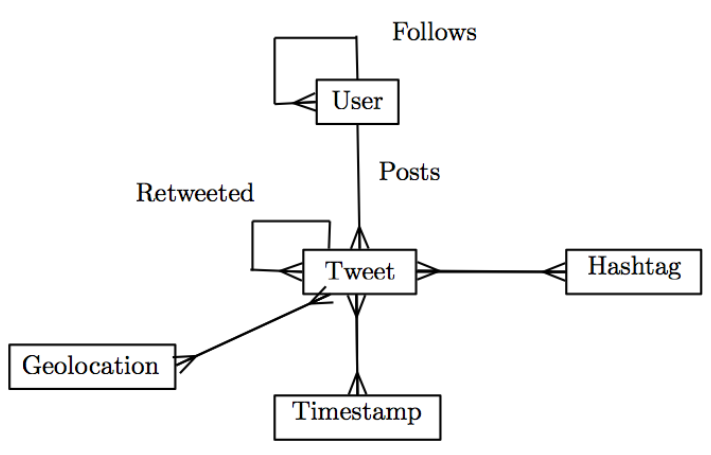 Follows
User
Posts
Retweeted
Tweet
Hashtag
Geolocation
Timestamp